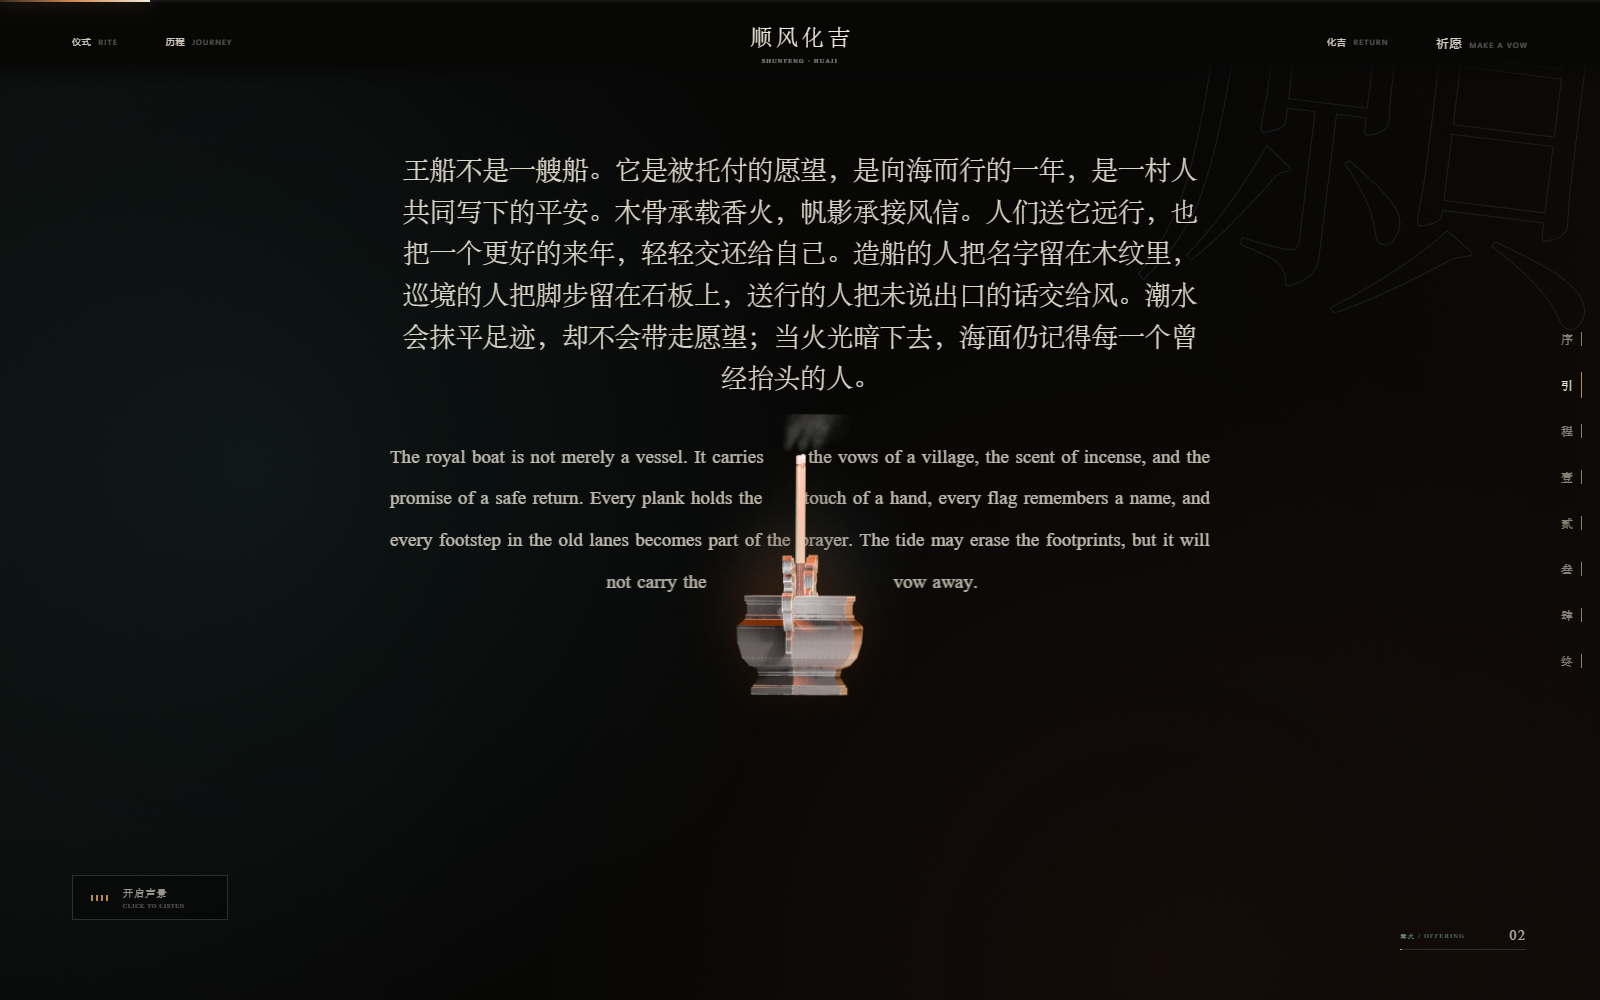 仪式 RITE
历程 JOURNEY
顺风化吉
SHUNFENG · HUAJI
化吉 RETURN
祈愿 MAKE A VOW
愿
王船不是一艘船。它是被托付的愿望，是向海而行的一年，是一村人
共同写下的平安。木骨承载香火，帆影承接风信。人们送它远行，也
把一个更好的来年，轻轻交还给自己。造船的人把名字留在木纹里，
巡境的人把脚步留在石板上，送行的人把未说出口的话交给风。潮水
会抹平足迹，却不会带走愿望；当火光暗下去，海面仍记得每一个曾
经抬头的人。
The royal boat is not merely a vessel. It carries the vows of a village, the scent of incense, and the
promise of a safe return. Every plank holds the touch of a hand, every flag remembers a name, and
every footstep in the old lanes becomes part of the prayer. The tide may erase the footprints, but it will
not carry the vow away.
序
引
程
壹
贰
叁
肆
终
开启声景
CLICK TO LISTEN
/ OFFERING
02